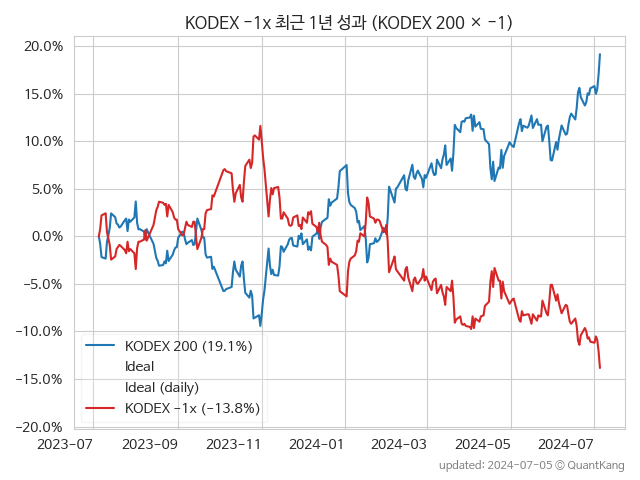 KODEX -1x 최근 1년 성과 (KODEX 200 × -1)
20.0%
15.0%
10.0%
5.0%
0.0%
-5.0%
-10.0%
-15.0%
-20.0%
KODEX 200 (19.1%)
Ideal
Ideal (daily)
KODEX -1x (-13.8%)
2023-07 2023-09 2023-11 2024-01 2024-03 2024-05 2024-07
updated: 2024-07-05 © QuantKang